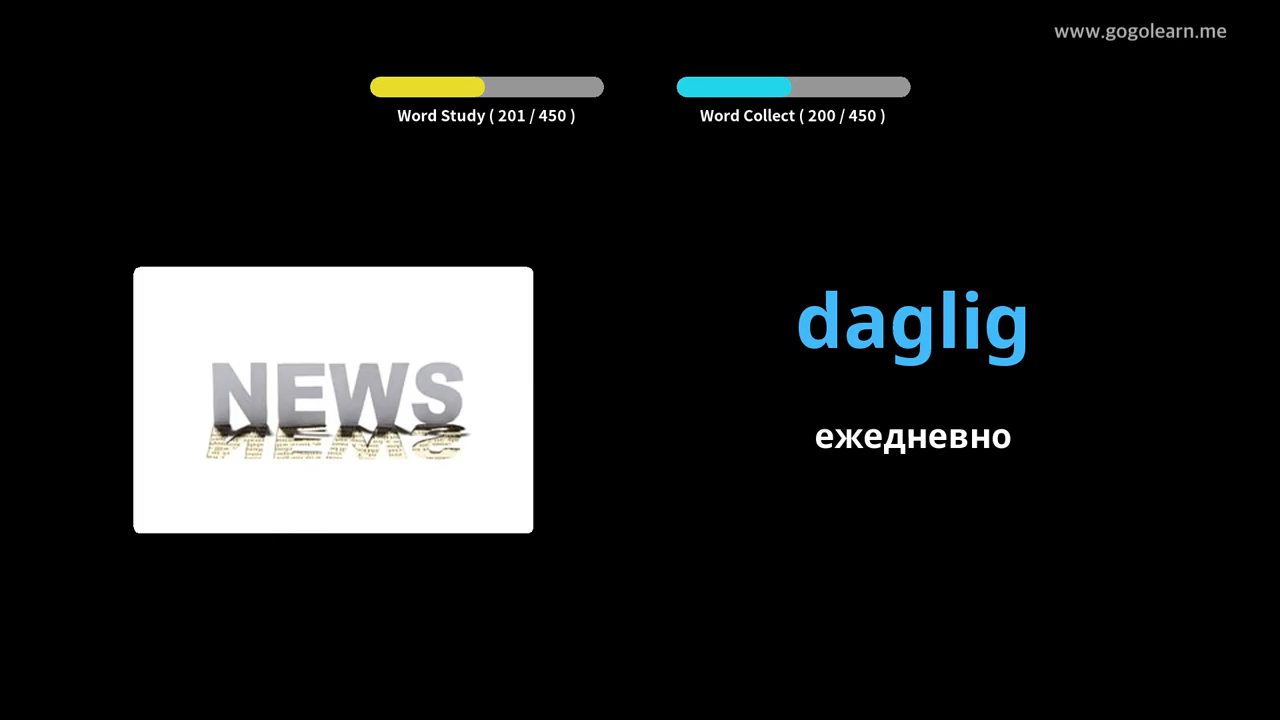 www.gogolearn.me
Word Study ( 201 / 450 )
Word Collect ( 200 / 450 )
NEWS
daglig
ежедневно